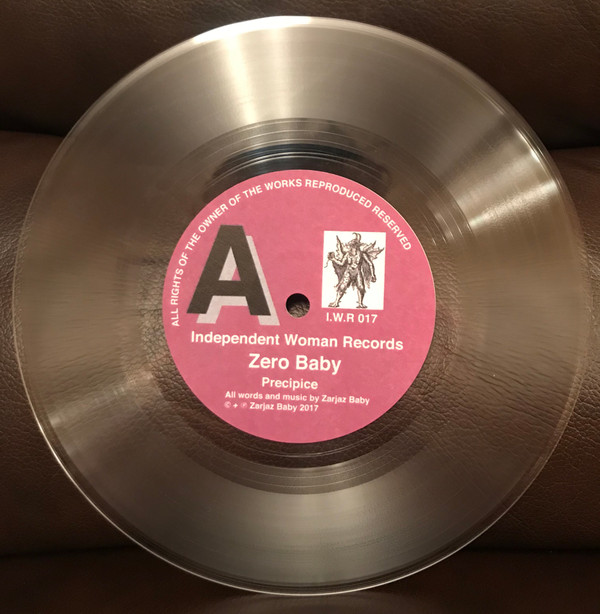 ALL RIGHTS OF THE OWNER OF THE WORKS REPRODUCED RESERVED
A
I.W.R 017
Independent Woman Records
Zero Baby
Precipice
All words and music by Zarjaz Baby
© + ℗ Zarjaz Baby 2017